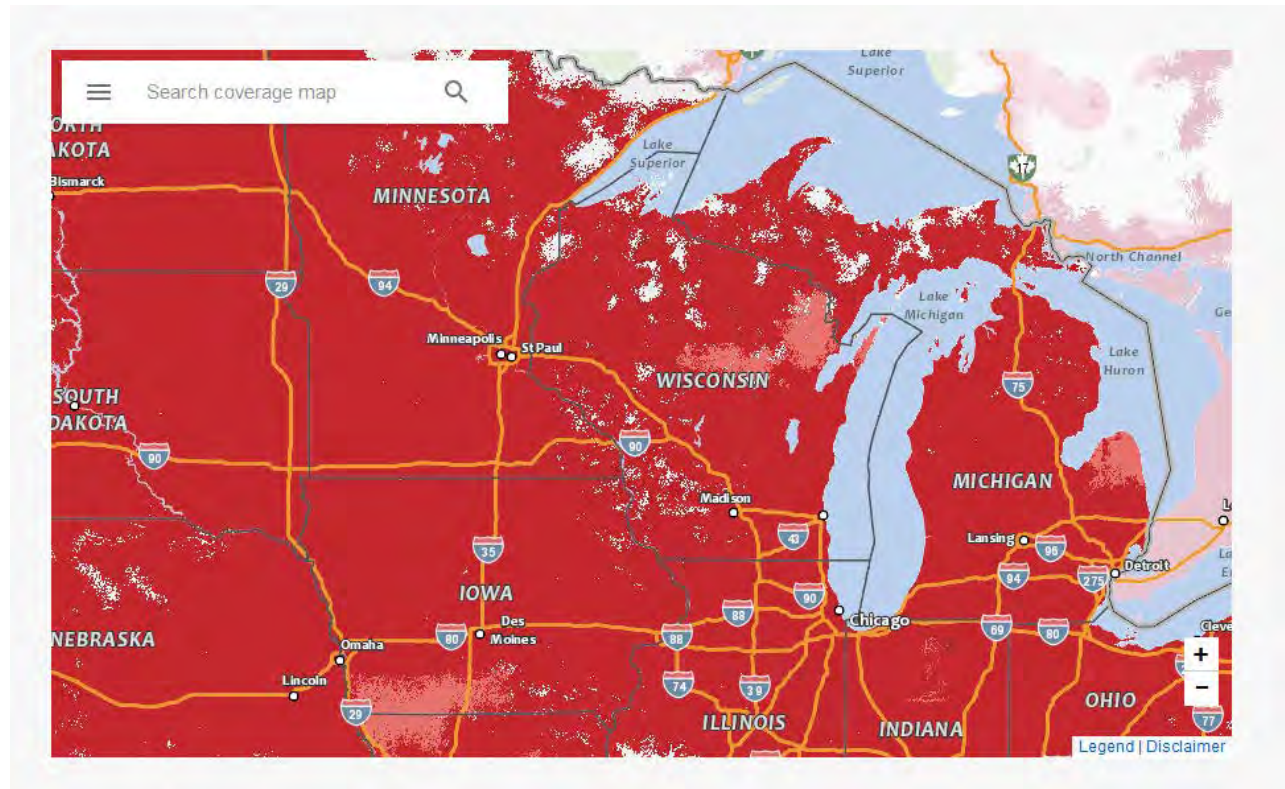 Search coverage map
Lake
Superior
17
KOTA
Bismarck
Lake
Superior
MINNESOTA
North Channel
29
94
Lake
Michigan
Minneapolis
St Paul
Lake
Huron
WISCONSIN
75
SOUTH
DAKOTA
90
90
MICHIGAN
Madison
43
Lansing
96
35
94
275
Detroit
IOWA
90
88
Chicago
Des
Moines
80
88
69
80
NEBRASKA
Omaha
+
Lincoln
74
39
−
OHIO
29
ILLINOIS
INDIANA
77
Legend | Disclaimer